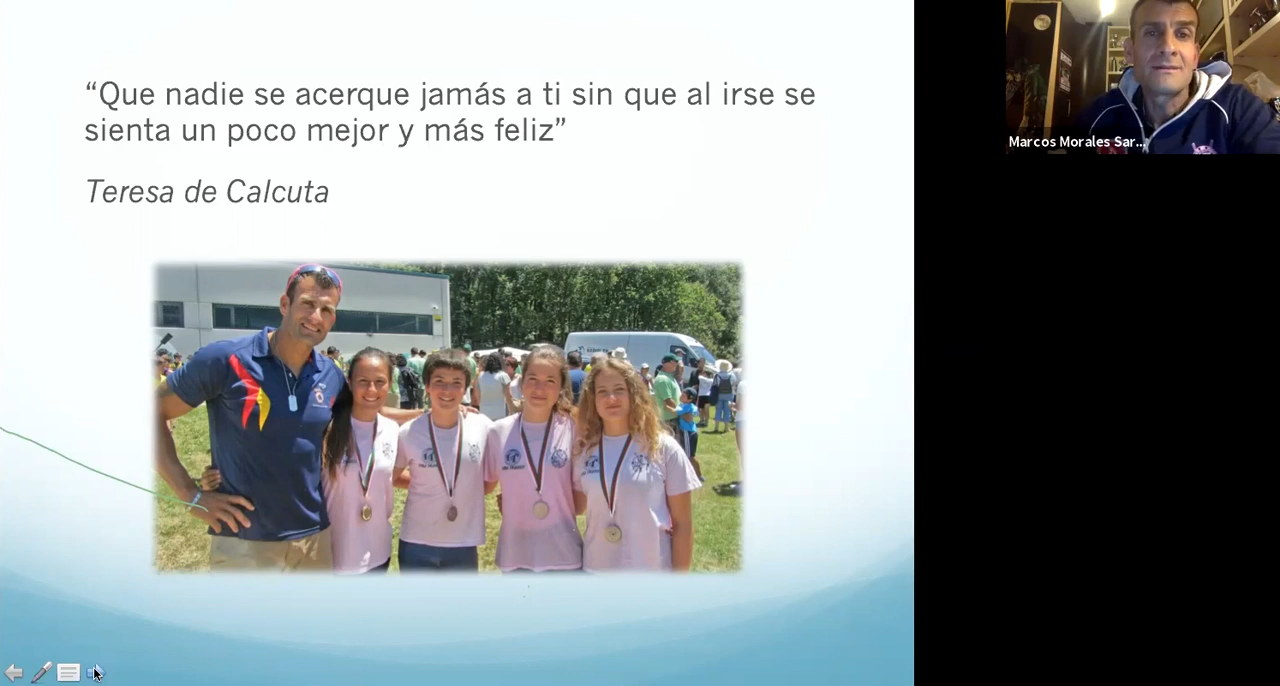 “Que nadie se acerque jamás a ti sin que al irse se
sienta un poco mejor y más feliz”
Teresa de Calcuta
Marcos Morales Sar...